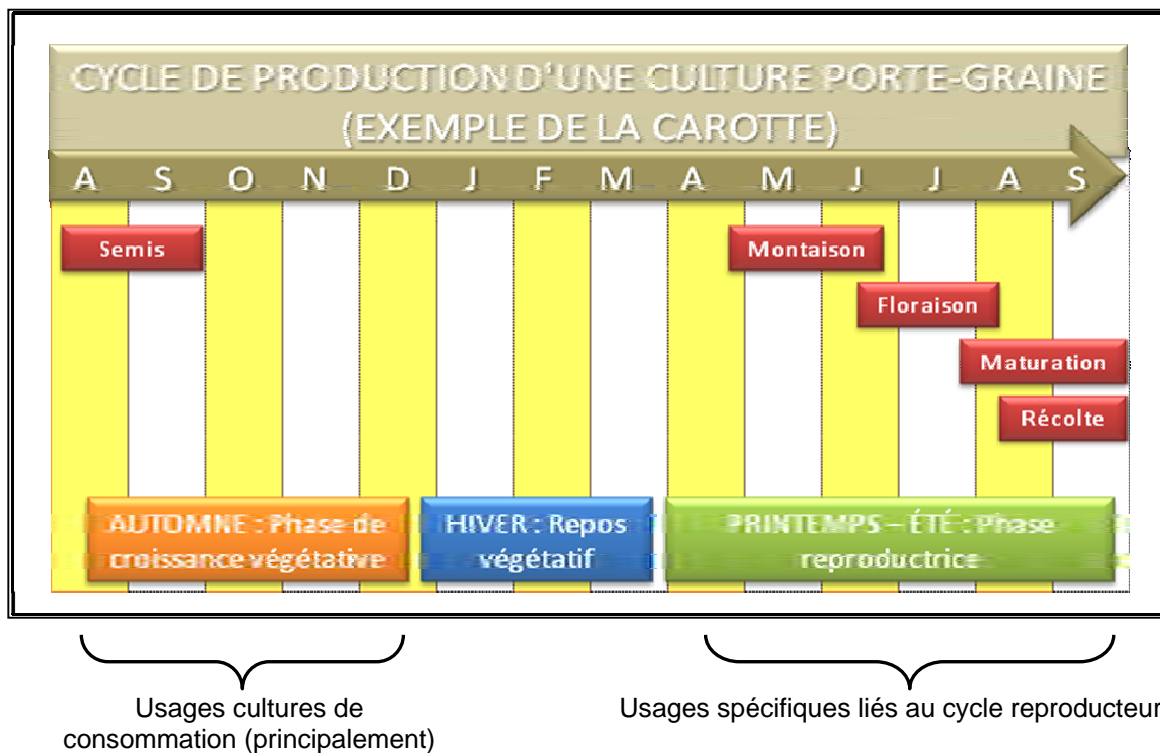 CYCLE DE PRODUCTION D'UNE CULTURE PORTE-GRAINE
(EXEMPLE DE LA CAROTTE)
A S O N D J F M A M J J A S
Semis
Montaison
Floraison
Maturation
Récolte
AUTOMNE : Phase de
croissance végétative
HIVER : Repos
végétatif
PRINTEMPS – ÉTÉ : Phase
reproductrice
Usages cultures de
consommation (principalement)
Usages spécifiques liés au cycle reproducteur